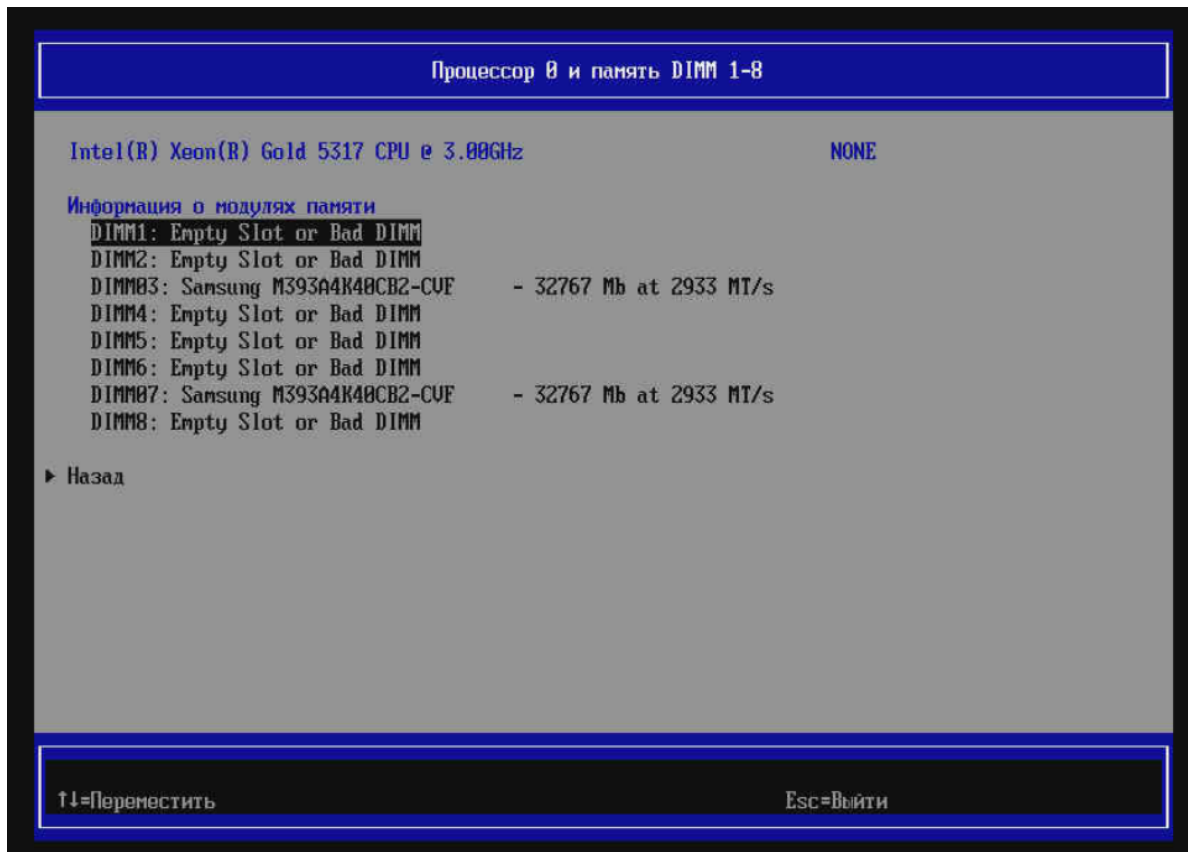 Процессор 0 и память DIMM 1-8
Intel(R) Xeon(R) Gold 5317 CPU @ 3.00GHz NONE
Информация о модулях памяти
DIMM1: Empty Slot or Bad DIMM
DIMM2: Empty Slot or Bad DIMM
DIMM03: Samsung M393A4K40CB2-CVF - 32767 Mb at 2933 MT/s
DIMM4: Empty Slot or Bad DIMM
DIMM5: Empty Slot or Bad DIMM
DIMM6: Empty Slot or Bad DIMM
DIMM07: Samsung M393A4K40CB2-CVF - 32767 Mb at 2933 MT/s
DIMM8: Empty Slot or Bad DIMM
► Назад
↑↓=Переместить Esc=Выйти